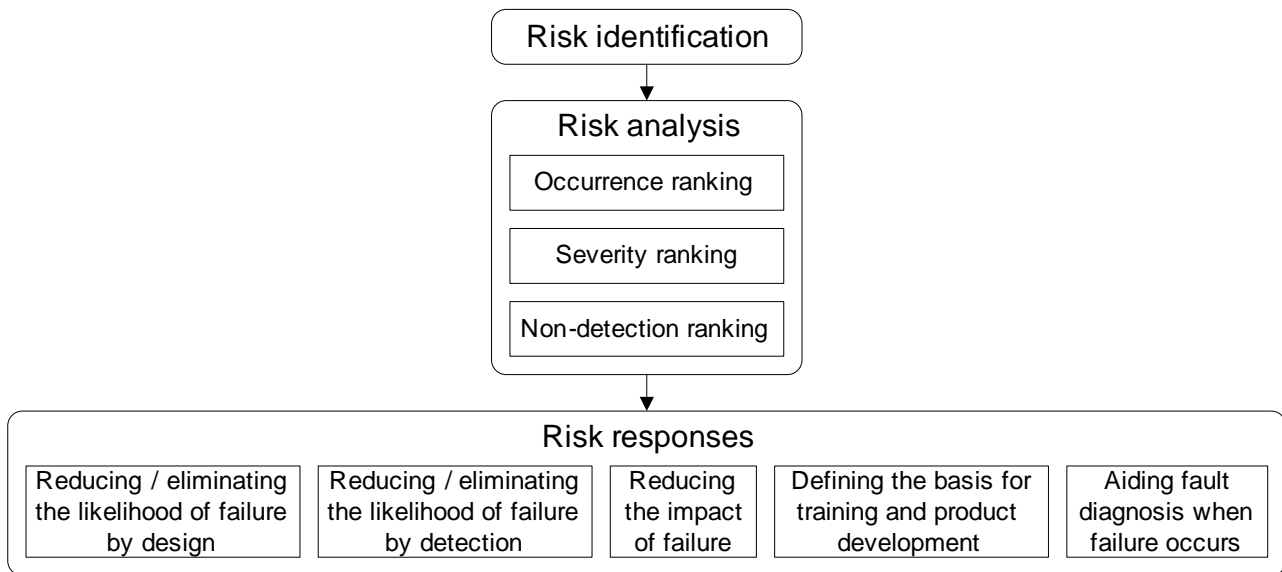 Risk identification
Risk analysis
Occurrence ranking
Severity ranking
Non-detection ranking
Risk responses
Reducing / eliminating
the likelihood of failure
by design
Reducing / eliminating
the likelihood of failure
by detection
Reducing
the impact
of failure
Defining the basis for
training and product
development
Aiding fault
diagnosis when
failure occurs